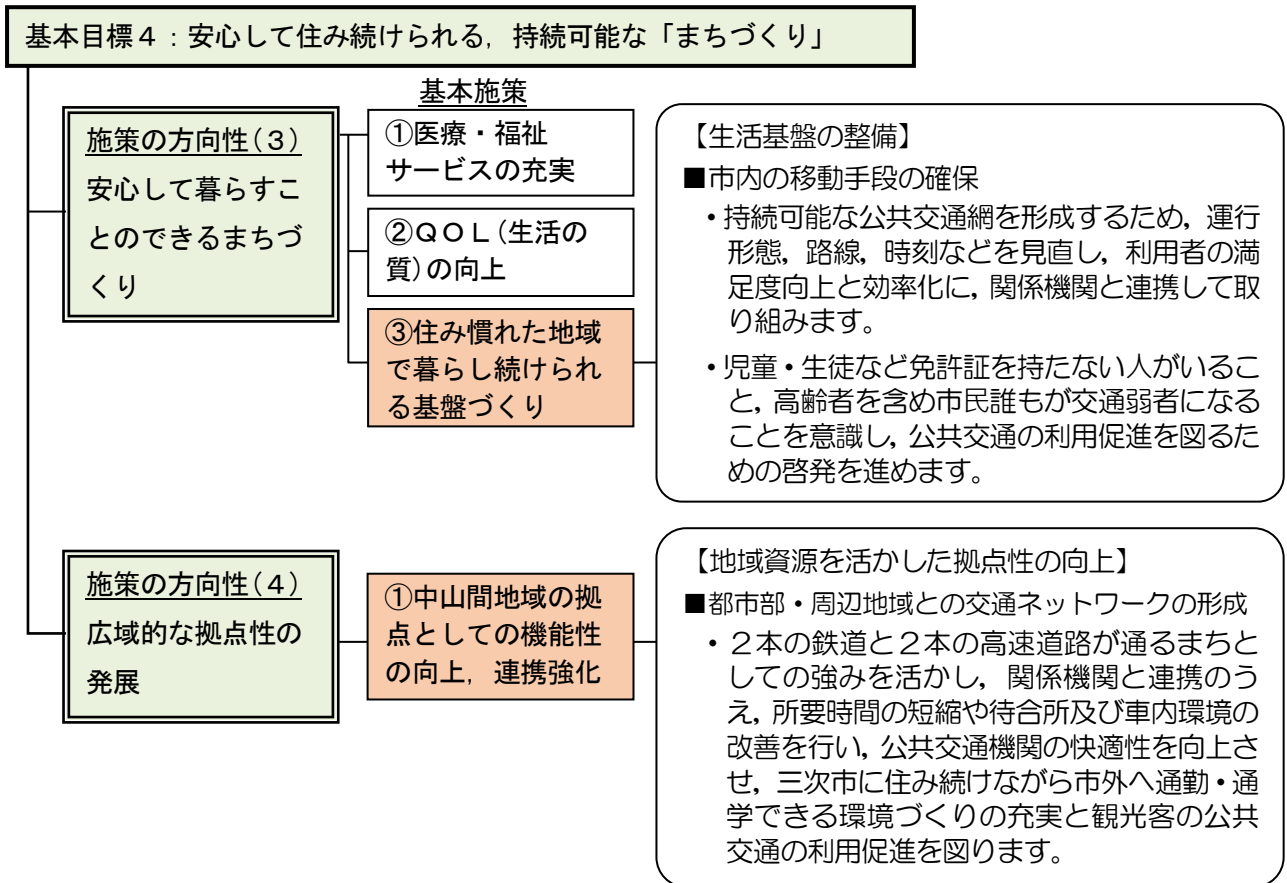 基本目標4：安心して住み続けられる，持続可能な「まちづくり」
基本施策
施策の方向性(3)
安心して暮らすこ
とのできるまちづ
くり
①医療・福祉
サービスの充実
②QOL(生活の
質)の向上
③住み慣れた地域
で暮らし続けられ
る基盤づくり
【生活基盤の整備】
■市内の移動手段の確保
・持続可能な公共交通網を形成するため，運行
形態，路線，時刻などを見直し，利用者の満
足度向上と効率化に，関係機関と連携して取
り組みます。
・児童・生徒など免許証を持たない人がいるこ
と，高齢者を含め市民誰もが交通弱者になる
ことを意識し，公共交通の利用促進を図るた
めの啓発を進めます。
施策の方向性(4)
広域的な拠点性の
発展
①中山間地域の拠
点としての機能性
の向上，連携強化
【地域資源を活かした拠点性の向上】
■都市部・周辺地域との交通ネットワークの形成
・２本の鉄道と２本の高速道路が通るまちと
しての強みを活かし，関係機関と連携のう
え，所要時間の短縮や待合所及び車内環境の
改善を行い，公共交通機関の快適性を向上さ
せ，三次市に住み続けながら市外へ通勤・通
学できる環境づくりの充実と観光客の公共
交通の利用促進を図ります。